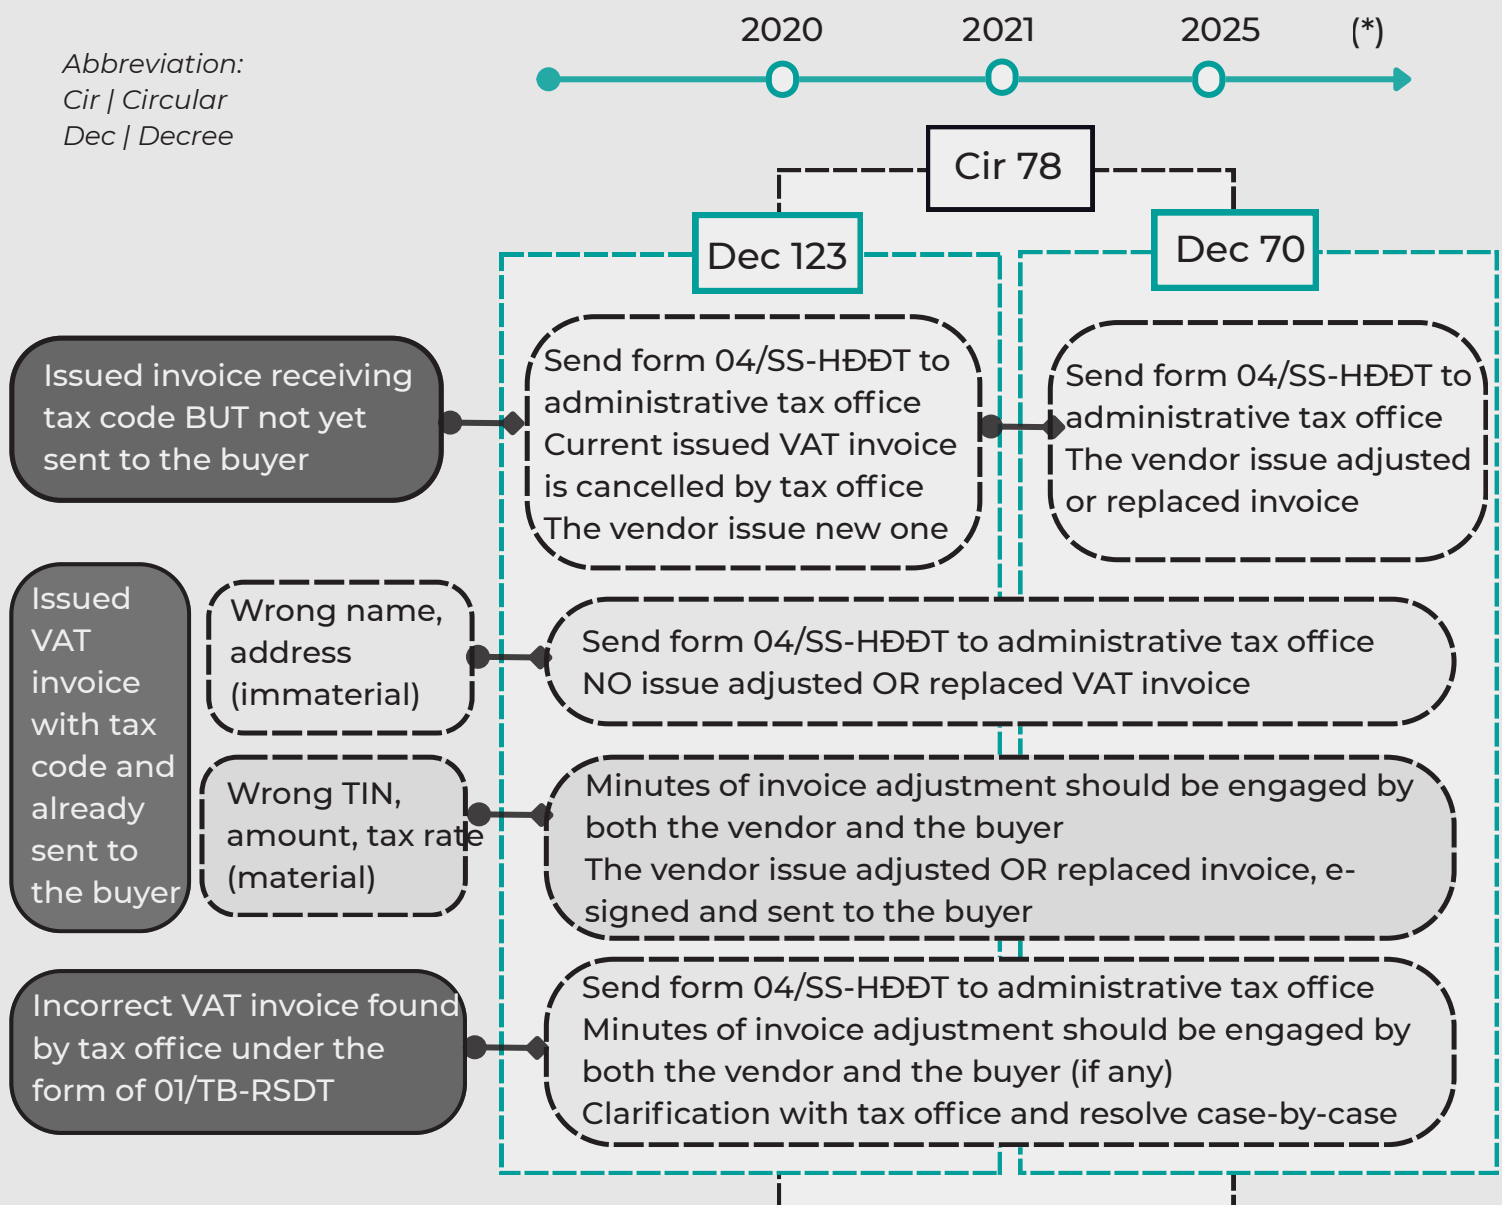 2020
2021
2025
(*)
Abbreviation:
Cir | Circular
Dec | Decree
Cir 78
Dec 123
Dec 70
Issued invoice receiving
tax code BUT not yet
sent to the buyer
Send form 04/SS-HĐĐT to
administrative tax office
Current issued VAT invoice
is cancelled by tax office
The vendor issue new one
Send form 04/SS-HĐĐT to
administrative tax office
The vendor issue adjusted
or replaced invoice
Issued
VAT
invoice
with tax
code and
already
sent to
the buyer
Wrong name,
address
(immaterial)
Send form 04/SS-HĐĐT to administrative tax office
NO issue adjusted OR replaced VAT invoice
Wrong TIN,
amount, tax rate
(material)
Minutes of invoice adjustment should be engaged by
both the vendor and the buyer
The vendor issue adjusted OR replaced invoice, e-
signed and sent to the buyer
Incorrect VAT invoice found
by tax office under the
form of 01/TB-RSDT
Send form 04/SS-HĐĐT to administrative tax office
Minutes of invoice adjustment should be engaged by
both the vendor and the buyer (if any)
Clarification with tax office and resolve case-by-case